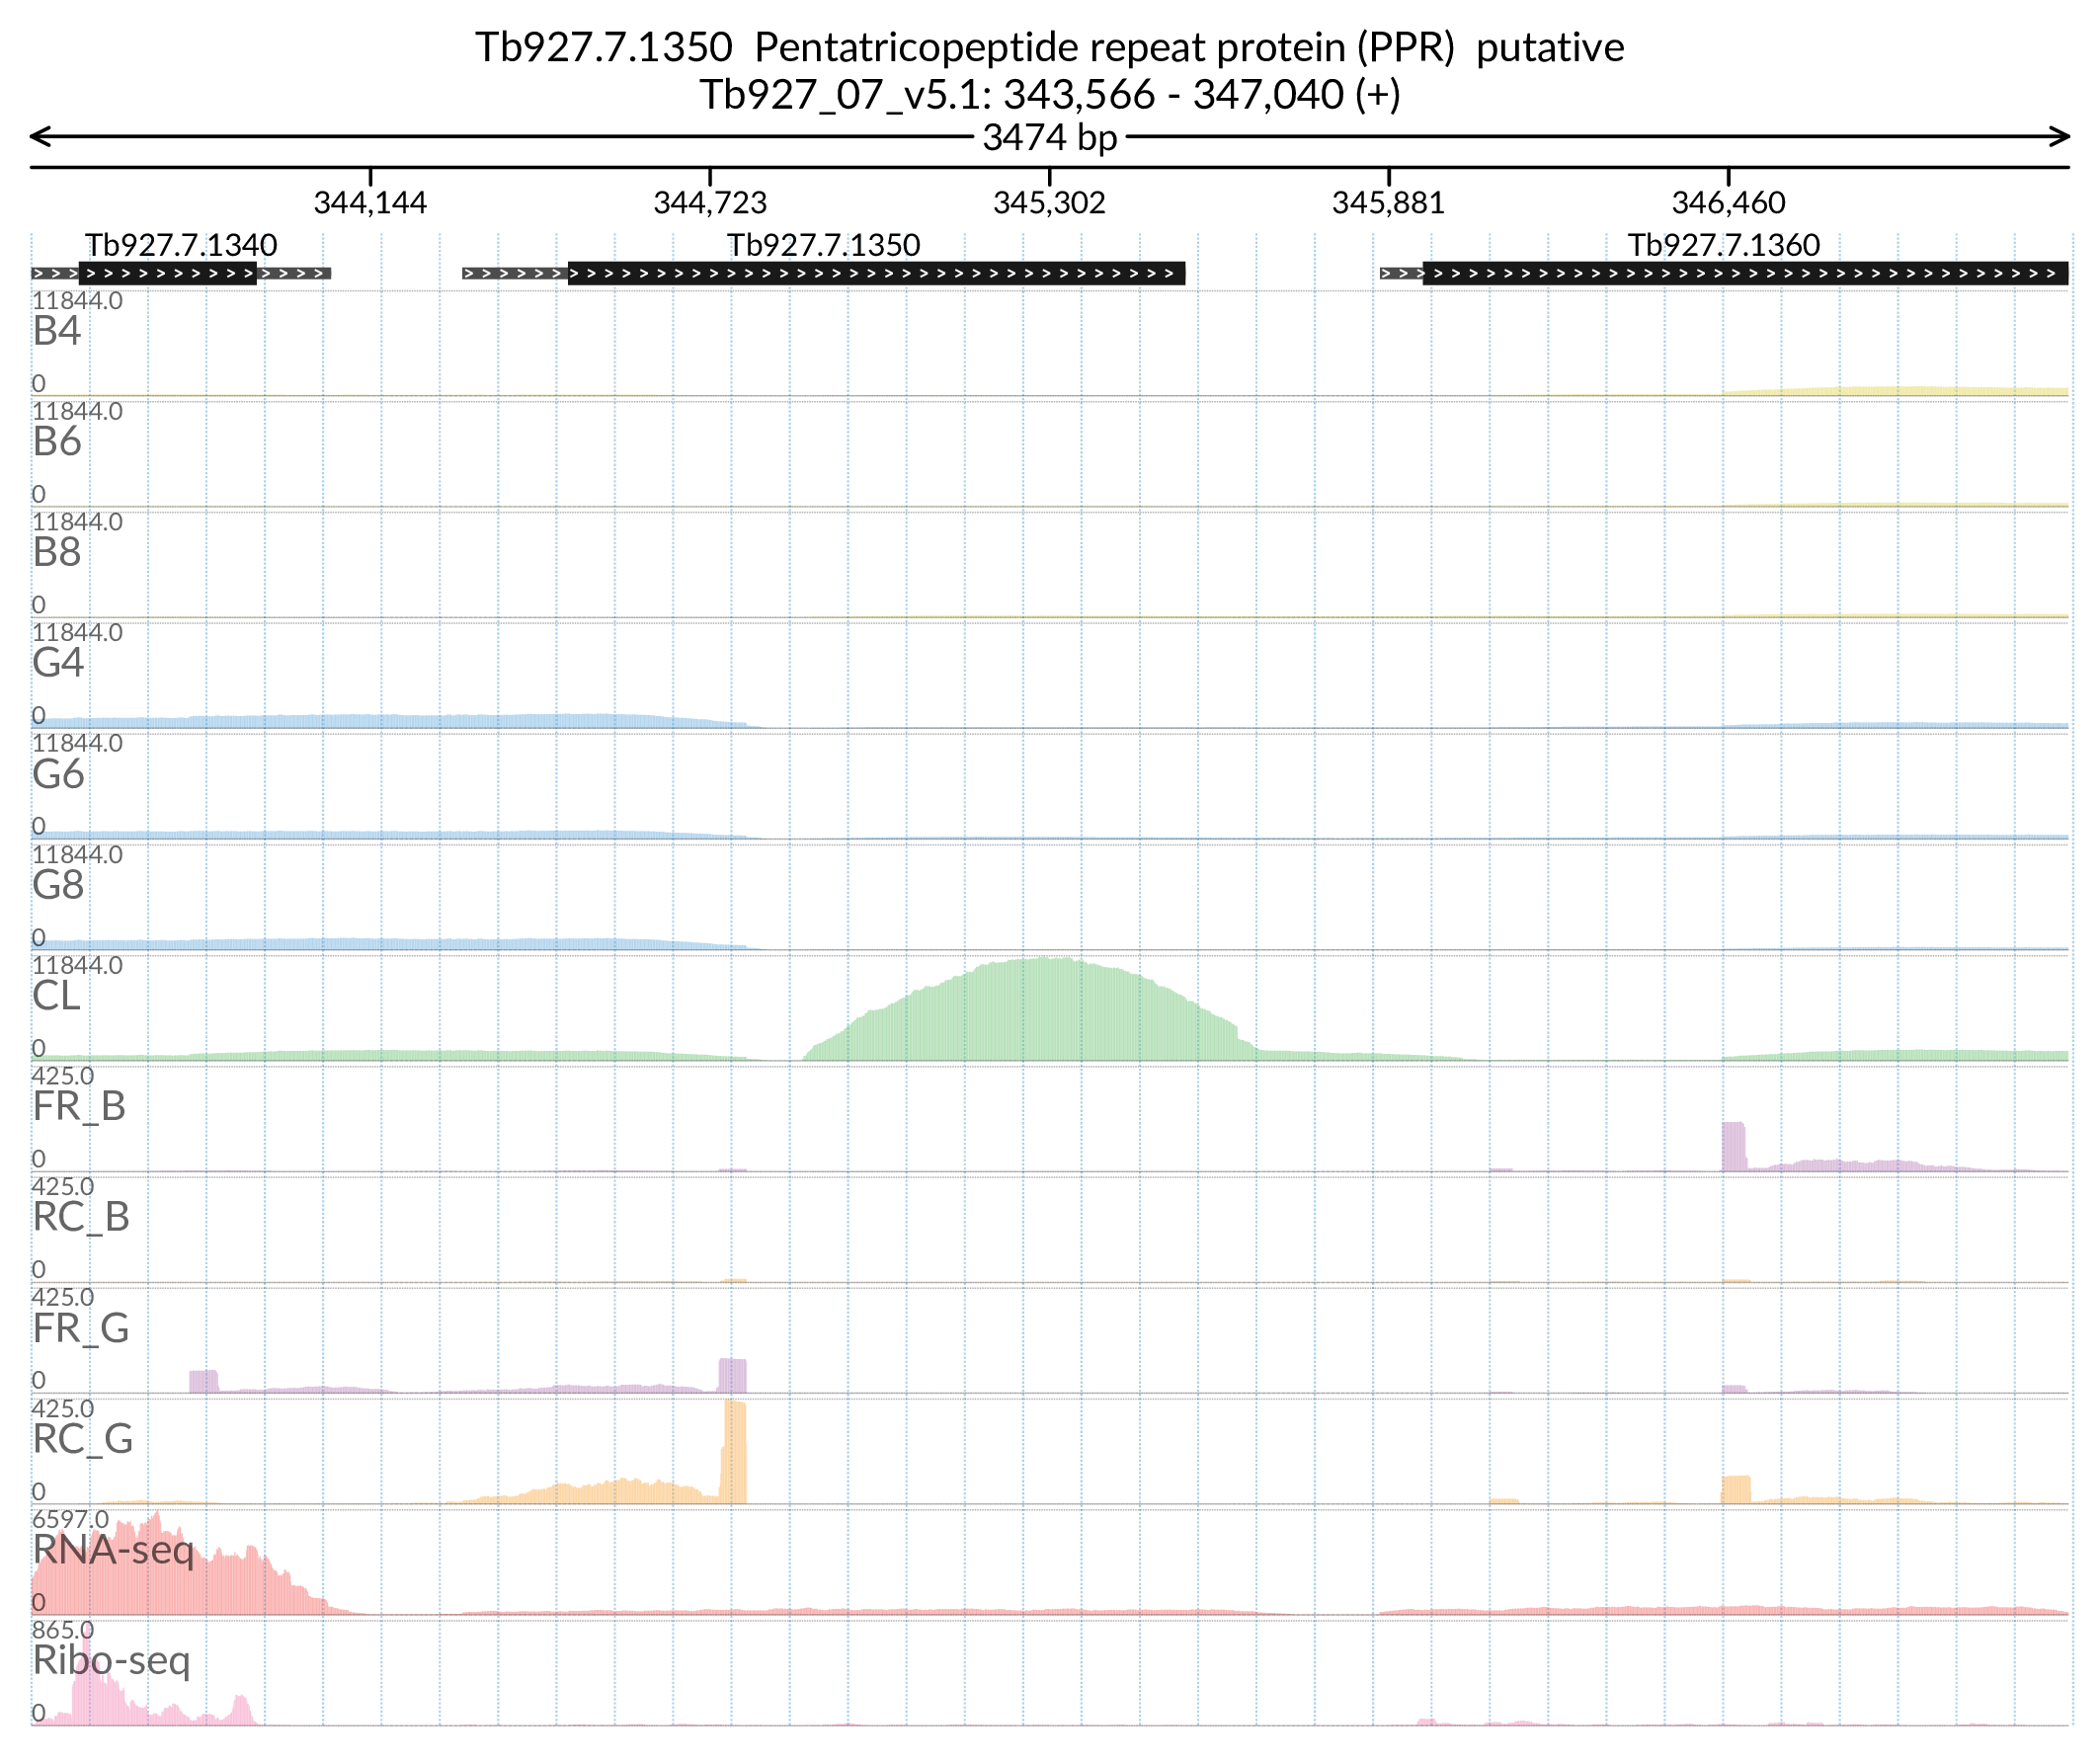 Tb927.7.1350 Pentatricopeptide repeat protein (PPR) putative
Tb927_07_v5.1: 343,566 - 347,040 (+)
3474 bp
344,144 344,723 345,302 345,881 346,460
Tb927.7.1340 Tb927.7.1350 Tb927.7.1360
11844.0
B4
0
11844.0
B6
0
11844.0
B8
0
11844.0
G4
0
11844.0
G6
0
11844.0
G8
0
11844.0
CL
0
425.0
FR_B
0
425.0
RC_B
0
425.0
FR_G
0
425.0
RC_G
0
6597.0
RNA-seq
0
865.0
Ribo-seq
0